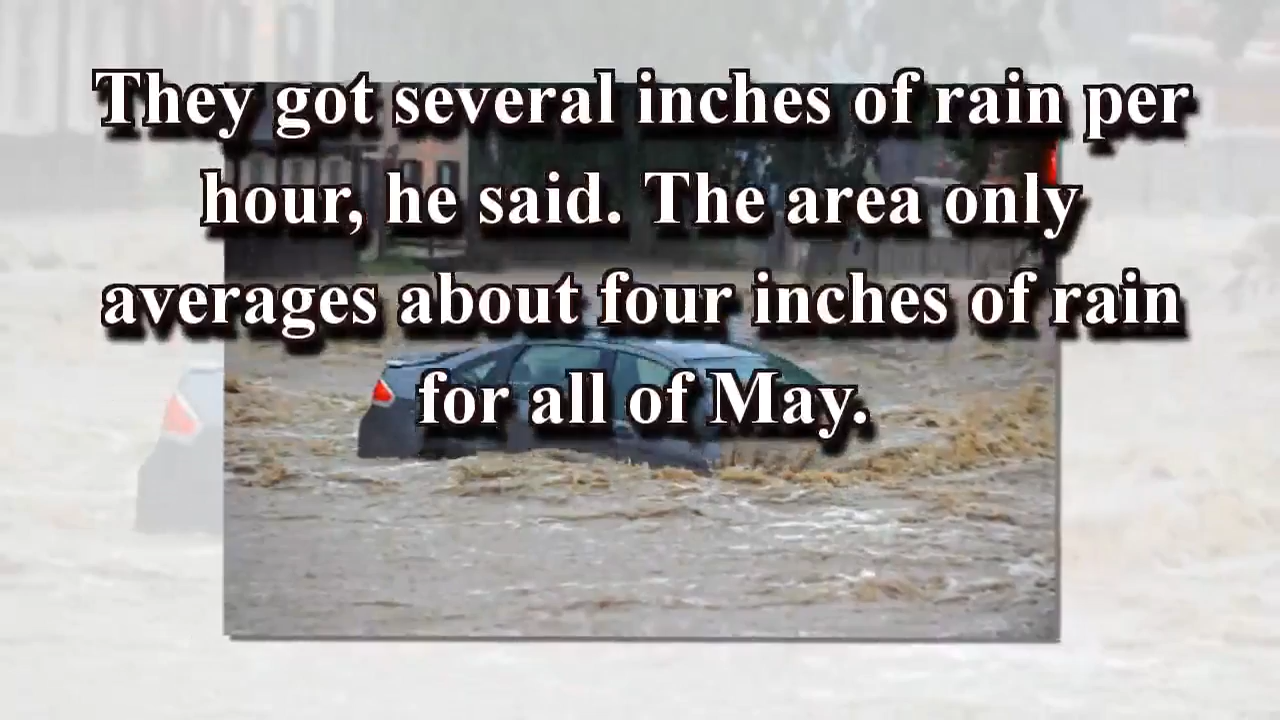 They got several inches of rain per
hour, he said. The area only
averages about four inches of rain
for all of May.